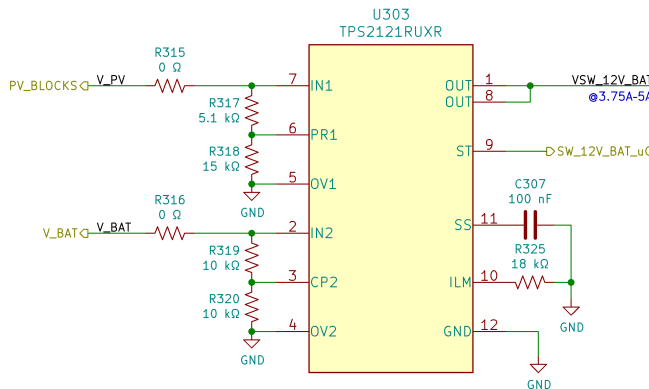 U303
TPS2121RUXR
R315
0 Ω
PV_BLOCKS
V_PV
7
IN1
OUT
1
VSW_12V_BAT
OUT
8
@3.75A-5A
R317
5.1 kΩ
6
PR1
R318
15 kΩ
ST
9
SW_12V_BAT_uC
5
OV1
GND
C307
100 nF
R316
0 Ω
V_BAT
V_BAT
2
IN2
SS
11
R325
18 kΩ
R319
10 kΩ
3
CP2
ILM
10
R320
10 kΩ
GND
4
OV2
GND
12
GND
GND